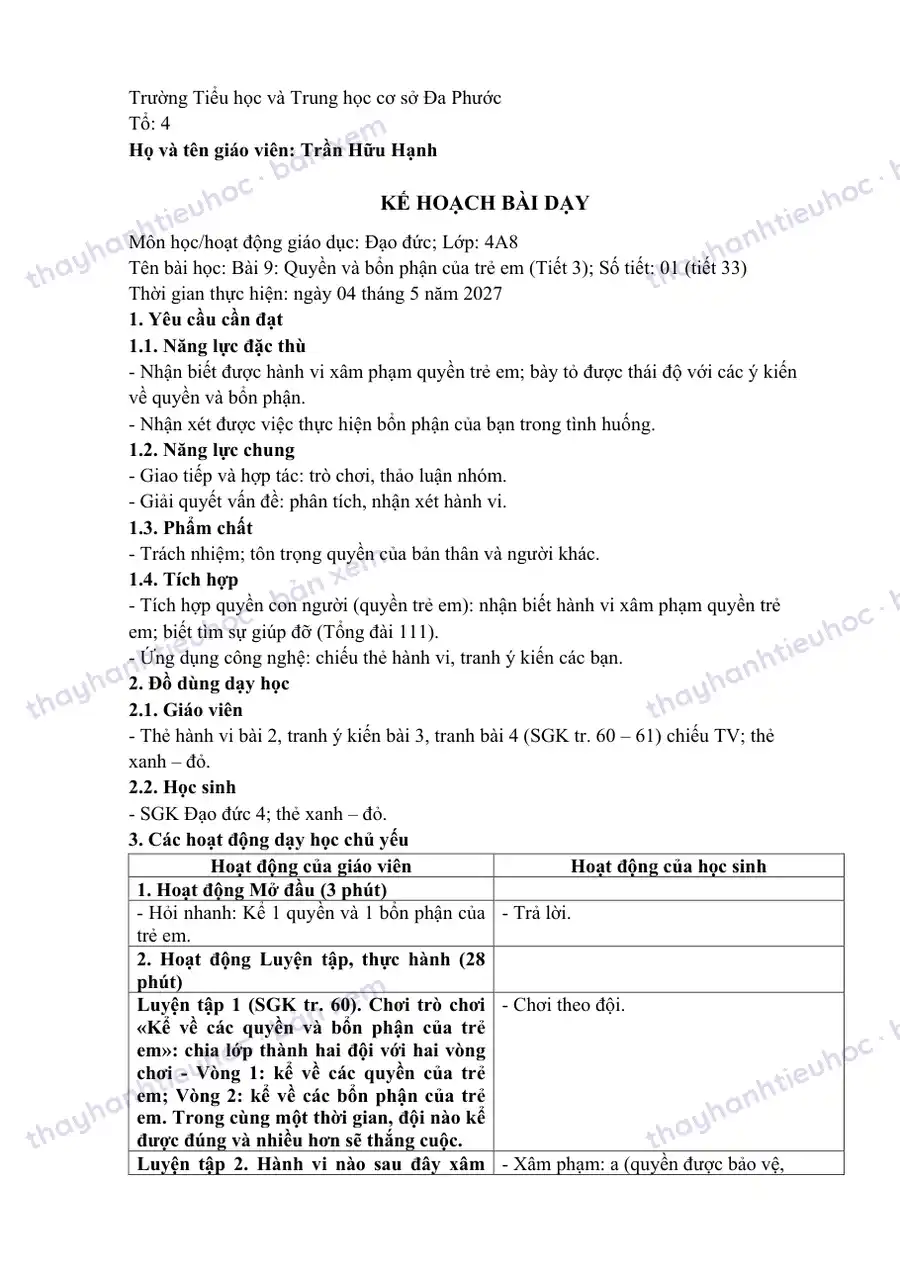 Trường Tiểu học và Trung học cơ sở Đa Phước
Tổ: 4
Họ và tên giáo viên: Trần Hữu Hạnh
KẾ HOẠCH BÀI DẠY
Môn học/hoạt động giáo dục: Đạo đức; Lớp: 4A8
Tên bài học: Bài 9: Quyền và bổn phận của trẻ em (Tiết 3); Số tiết: 01 (tiết 33)
Thời gian thực hiện: ngày 04 tháng 5 năm 2027
1. Yêu cầu cần đạt
1.1. Năng lực đặc thù
- Nhận biết được hành vi xâm phạm quyền trẻ em; bày tỏ được thái độ với các ý kiến
về quyền và bổn phận.
- Nhận xét được việc thực hiện bổn phận của bạn trong tình huống.
1.2. Năng lực chung
- Giao tiếp và hợp tác: trò chơi, thảo luận nhóm.
- Giải quyết vấn đề: phân tích, nhận xét hành vi.
1.3. Phẩm chất
- Trách nhiệm; tôn trọng quyền của bản thân và người khác.
1.4. Tích hợp
- Tích hợp quyền con người (quyền trẻ em): nhận biết hành vi xâm phạm quyền trẻ
em; biết tìm sự giúp đỡ (Tổng đài 111).
- Ứng dụng công nghệ: chiếu thẻ hành vi, tranh ý kiến các bạn.
2. Đồ dùng dạy học
2.1. Giáo viên
- Thẻ hành vi bài 2, tranh ý kiến bài 3, tranh bài 4 (SGK tr. 60 – 61) chiếu TV; thẻ
xanh – đỏ.
2.2. Học sinh
- SGK Đạo đức 4; thẻ xanh – đỏ.
3. Các hoạt động dạy học chủ yếu
Hoạt động của giáo viên
Hoạt động của học sinh
1. Hoạt động Mở đầu (3 phút)
- Hỏi nhanh: Kể 1 quyền và 1 bổn phận của
trẻ em.
- Trả lời.
2. Hoạt động Luyện tập, thực hành (28
phút)
Luyện tập 1 (SGK tr. 60). Chơi trò chơi
«Kể về các quyền và bổn phận của trẻ
em»: chia lớp thành hai đội với hai vòng
chơi - Vòng 1: kể về các quyền của trẻ
em; Vòng 2: kể về các bổn phận của trẻ
em. Trong cùng một thời gian, đội nào kể
được đúng và nhiều hơn sẽ thắng cuộc.
- Chơi theo đội.
Luyện tập 2. Hành vi nào sau đây xâm
- Xâm phạm: a (quyền được bảo vệ,
thayhanhtieuhoc · bản xem
thayhanhtieuhoc · b
thayhanhtieuhoc · bản xem
thayhanhtieuhoc · b
thayhanhtieuhoc · bản xem
thayhanhtieuhoc · b